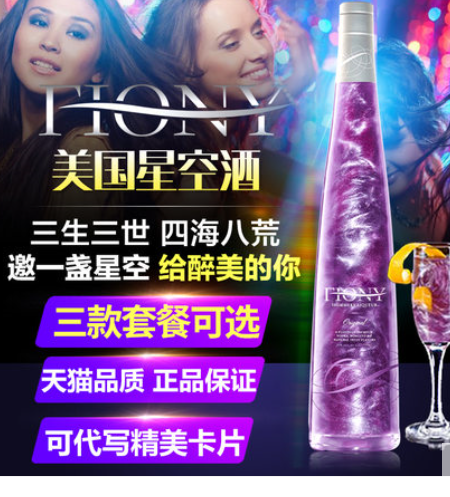 FIONY
美国星空酒
三生三世 四海八荒
邀一盏星空 给醉美的你
三款套餐可选
天猫品质 正品保证
可代写精美卡片
FIONY